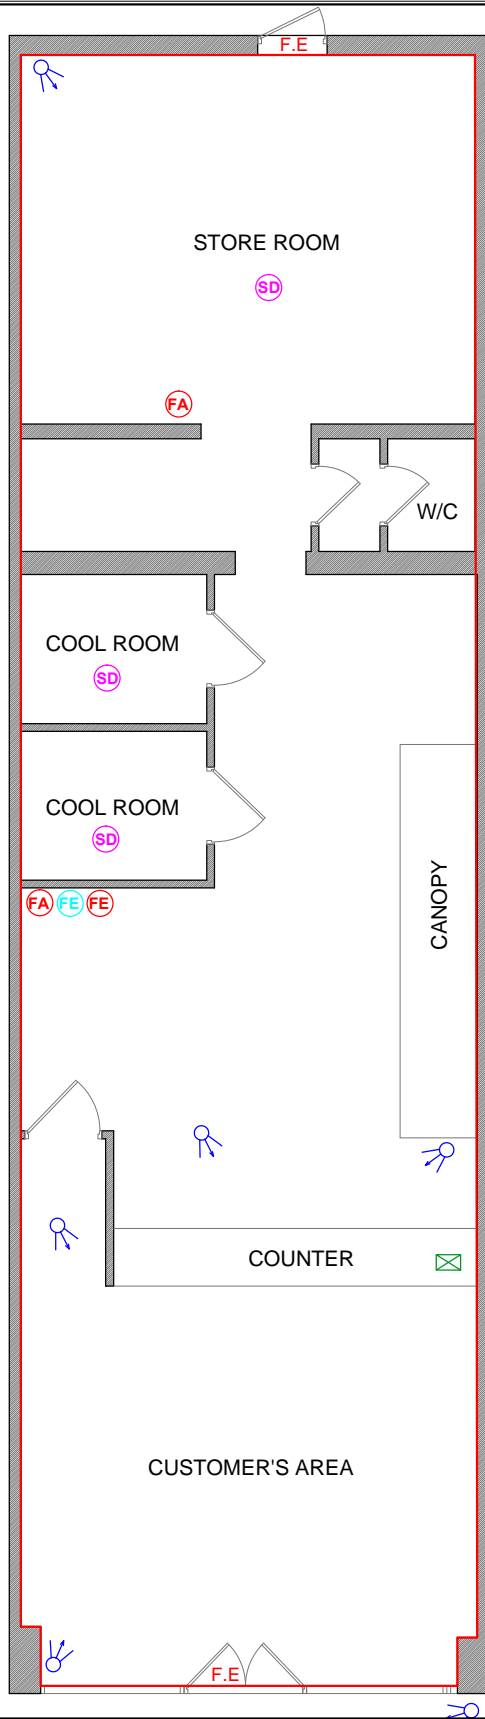 F.E
STORE ROOM
SD
FA
W/C
COOL ROOM
SD
COOL ROOM
SD
FA FE FE
CANOPY
COUNTER
CUSTOMER'S AREA
F.E